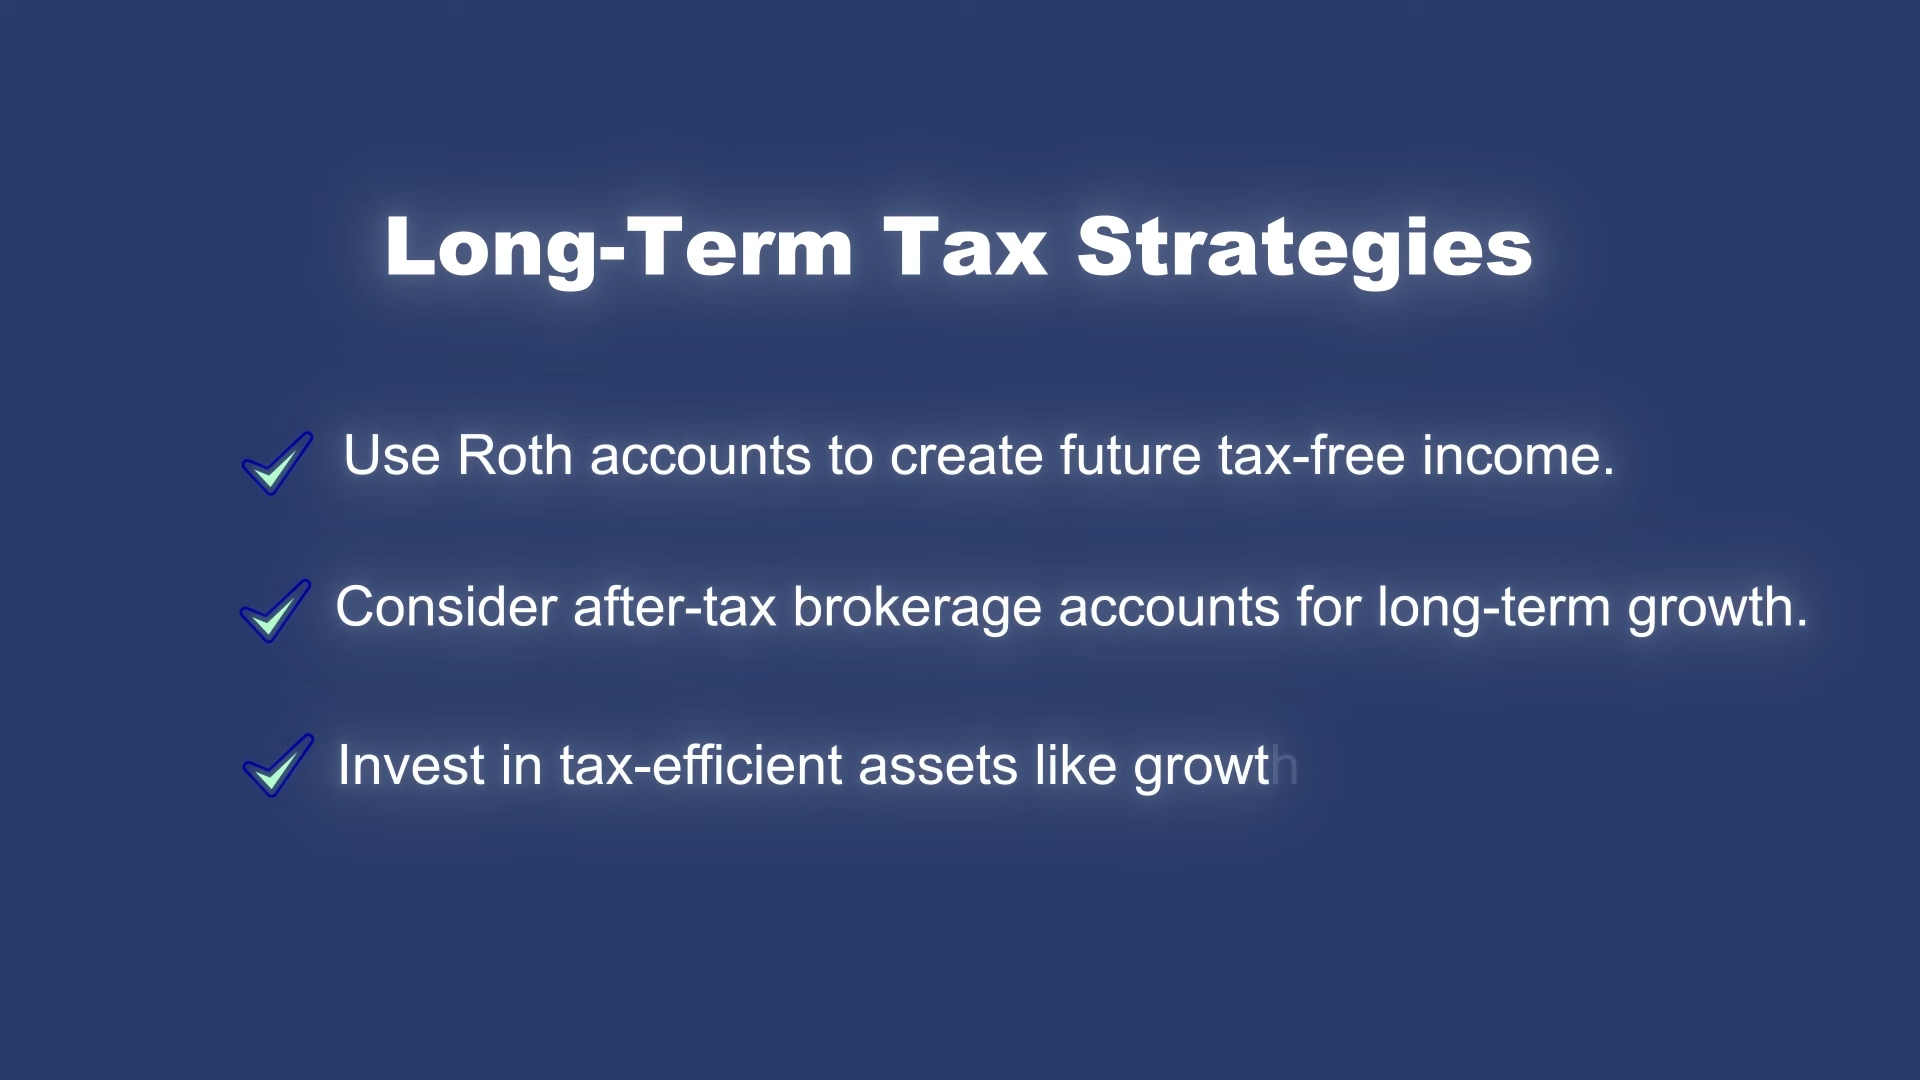 Long-Term Tax Strategies
Use Roth accounts to create future tax-free income.
Consider after-tax brokerage accounts for long-term growth.
Invest in tax-efficient assets like growth